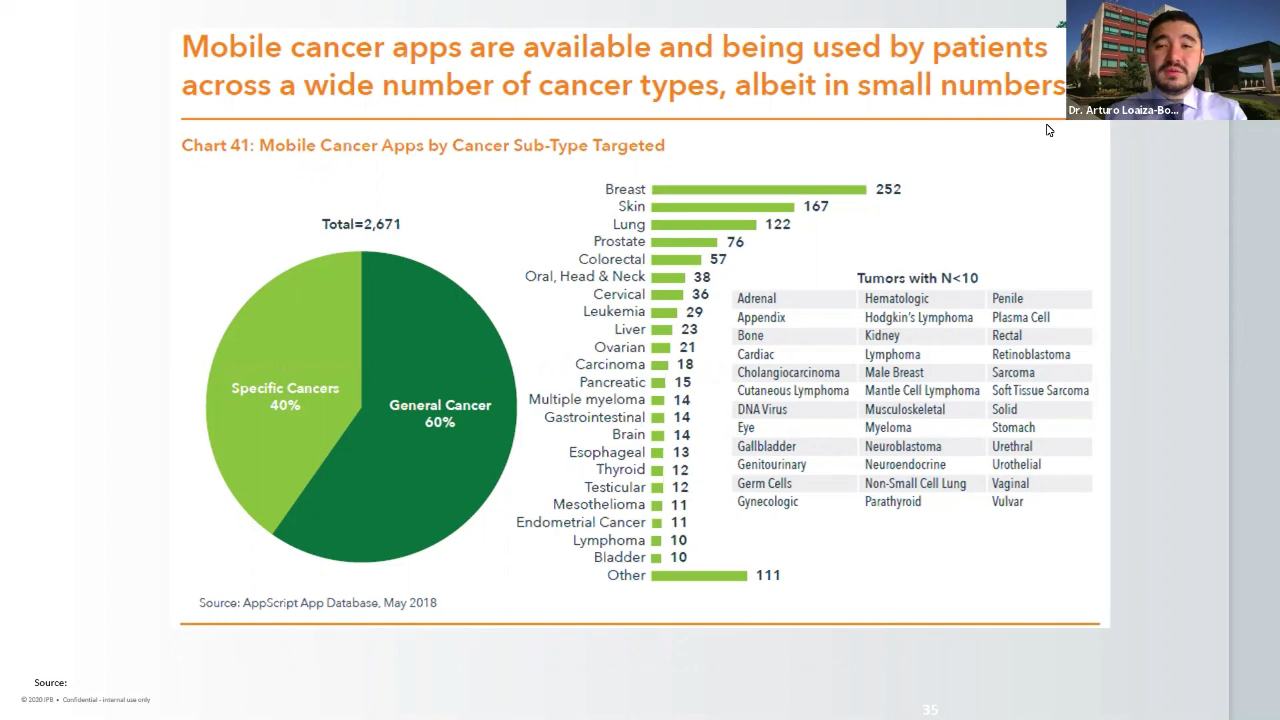 Mobile cancer apps are available and being used by patients
across a wide number of cancer types, albeit in small numbers
Dr. Arturo Loaiza-Bo...
Chart 41: Mobile Cancer Apps by Cancer Sub-Type Targeted
Total=2,671
Specific Cancers
40%
General Cancer
60%
Breast 252
Skin 167
Lung 122
Prostate 76
Colorectal 57
Oral, Head & Neck 38
Cervical 36
Leukemia 29
Liver 23
Ovarian 21
Carcinoma 18
Pancreatic 15
Multiple myeloma 14
Gastrointestinal 14
Brain 14
Esophageal 13
Thyroid 12
Testicular 12
Mesothelioma 11
Endometrial Cancer 11
Lymphoma 10
Bladder 10
Other 111
Tumors with N<10
Adrenal Hematologic Penile
Appendix Hodgkin's Lymphoma Plasma Cell
Bone Kidney Rectal
Cardiac Lymphoma Retinoblastoma
Cholangiocarcinoma Male Breast Sarcoma
Cutaneous Lymphoma Mantle Cell Lymphoma Soft Tissue Sarcoma
DNA Virus Musculoskeletal Solid
Eye Myeloma Stomach
Gallbladder Neuroblastoma Urethral
Genitourinary Neuroendocrine Urothelial
Germ Cells Non-Small Cell Lung Vaginal
Gynecologic Parathyroid Vulvar
Source: AppScript App Database, May 2018
Source:
© 2020 IPB • Confidential - internal use only
35